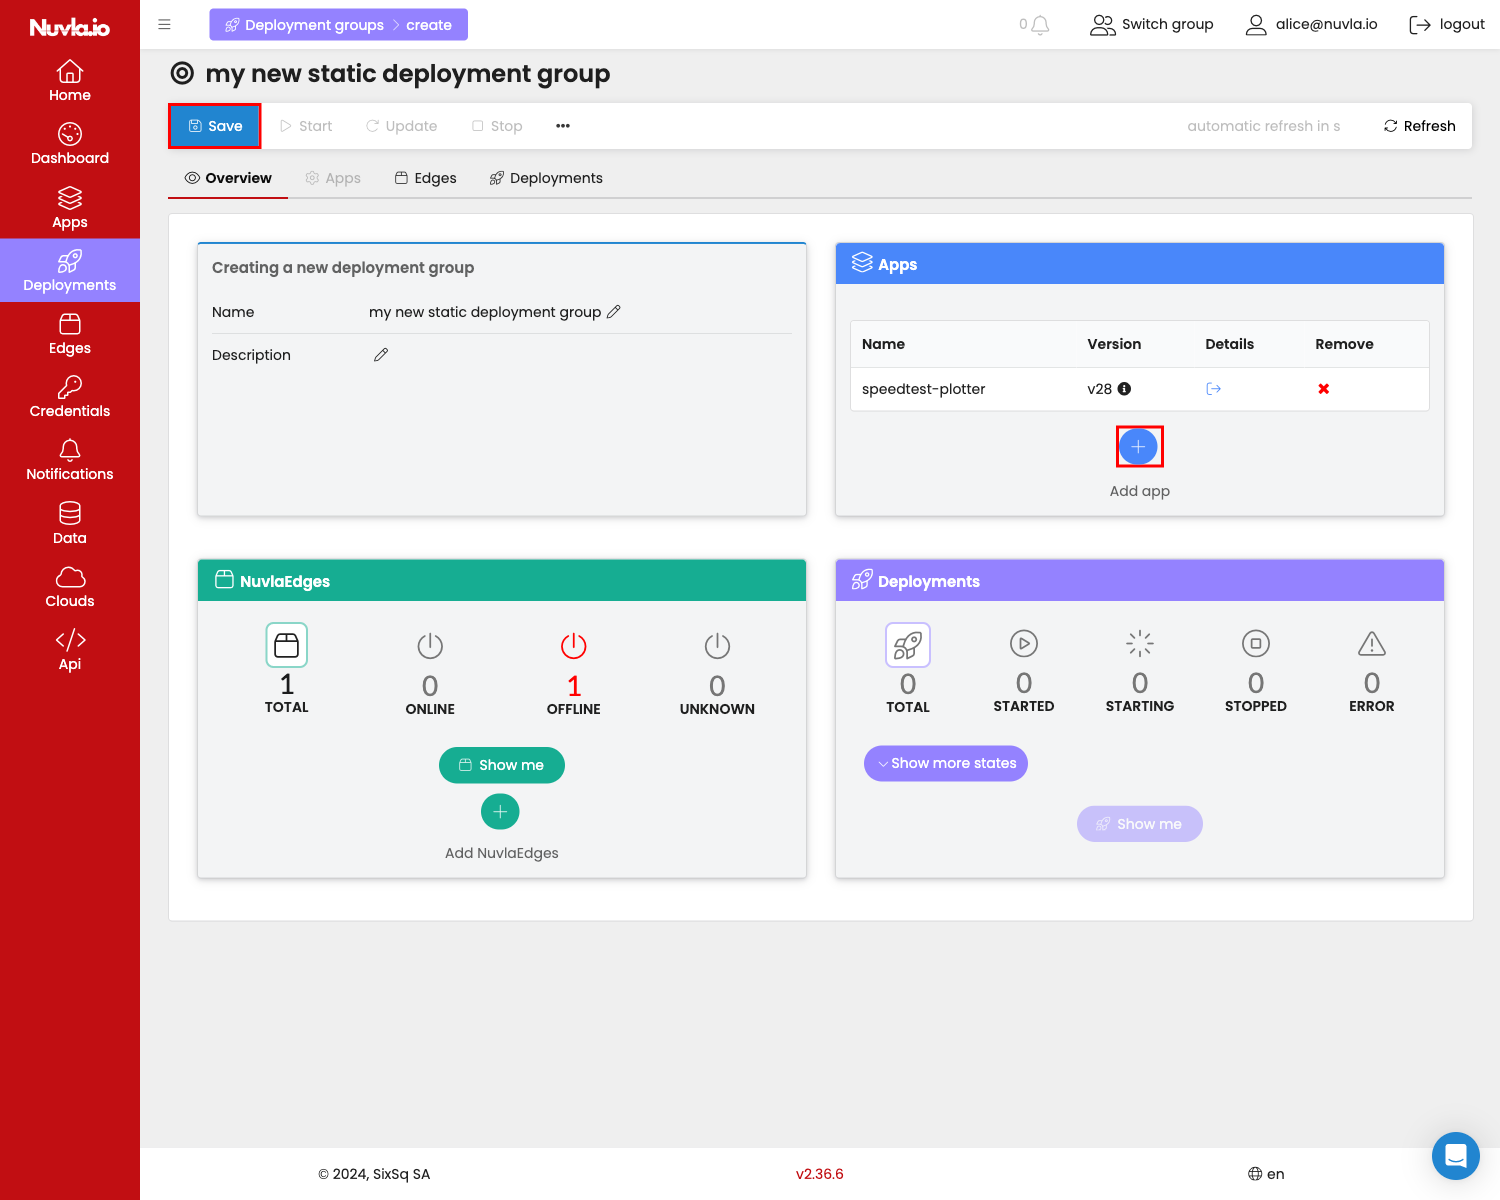 Nuvla.io
Home
Dashboard
Apps
Deployments
Edges
Credentials
Notifications
Data
Clouds
Api
Deployment groups > create
0
Switch group
alice@nuvla.io
logout
my new static deployment group
Save
Start
Update
Stop
•••
automatic refresh in s
Refresh
Overview
Apps
Edges
Deployments
Creating a new deployment group
Name my new static deployment group
Description
Apps
Name Version Details Remove
speedtest-plotter v28
Add app
NuvlaEdges
1 0 1 0
TOTAL ONLINE OFFLINE UNKNOWN
Show me
Add NuvlaEdges
Deployments
0 0 0 0 0
TOTAL STARTED STARTING STOPPED ERROR
Show more states
Show me
© 2024, SixSq SA
v2.36.6
en